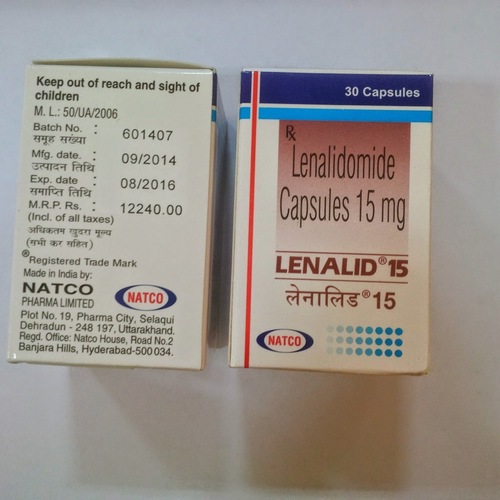 Keep out of reach and sight of
children
M. L.: 50/UA/2006
Batch No. : 601407
समूह सख्या
Mfg. date. : 09/2014
उत्पादन तिथि
Exp. date : 08/2016
समाप्ति तिथि
M.R.P. Rs. : 12240.00
(Incl. of all taxes)
अधिकतम खुदरा मूल्य
(सभी कर सहित)
®Registered Trade Mark
Made in India by:
NATCO
PHARMA LIMITED
NATCO
Plot No. 19, Pharma City, Selaqui
Dehradun - 248 197, Uttarakhand.
Regd. Office: Natco House, Road No.2
Banjara Hills, Hyderabad-500 034.
30 Capsules
Rx
Lenalidomide
Capsules 15 mg
LENALID® 15
लेनालिड® 15
NATCO